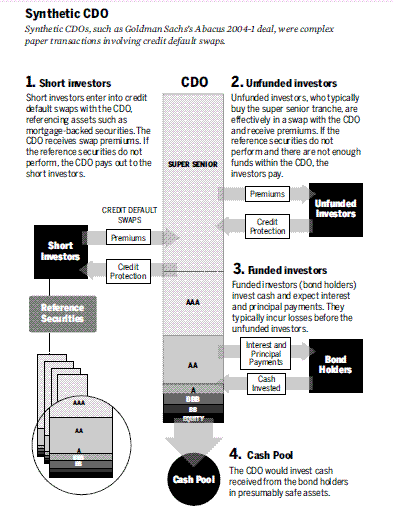 Synthetic CDO
Synthetic CDOs, such as Goldman Sachs's Abacus 2004-1 deal, were complex
paper transactions involving credit default swaps.
1. Short investors
Short investors enter into credit
default swaps with the CDO,
referencing assets such as
mortgage-backed securities. The
CDO receives swap premiums. If
the reference securities do not
perform, the CDO pays out to the
short investors.
CDO
2. Unfunded investors
Unfunded investors, who typically
buy the super senior tranche, are
effectively in a swap with the CDO
and receive premiums. If the
reference securities do not
perform and there are not enough
funds within the CDO, the
investors pay.
SUPER SENIOR
Premiums
Credit
Protection
Unfunded
Investors
CREDIT DEFAULT
SWAPS
Short
Investors
Premiums
Credit
Protection
3. Funded investors
Funded investors (bond holders)
invest cash and expect interest
and principal payments. They
typically incur losses before the
unfunded investors.
AAA
Reference
Securities
Interest and
Principal
Payments
Cash
Invested
Bond
Holders
AA
A
BBB
BB
EQUITY
AAA
AA
A
BBB
BB
4. Cash Pool
The CDO would invest cash
received from the bond holders
in presumably safe assets.
Cash Pool